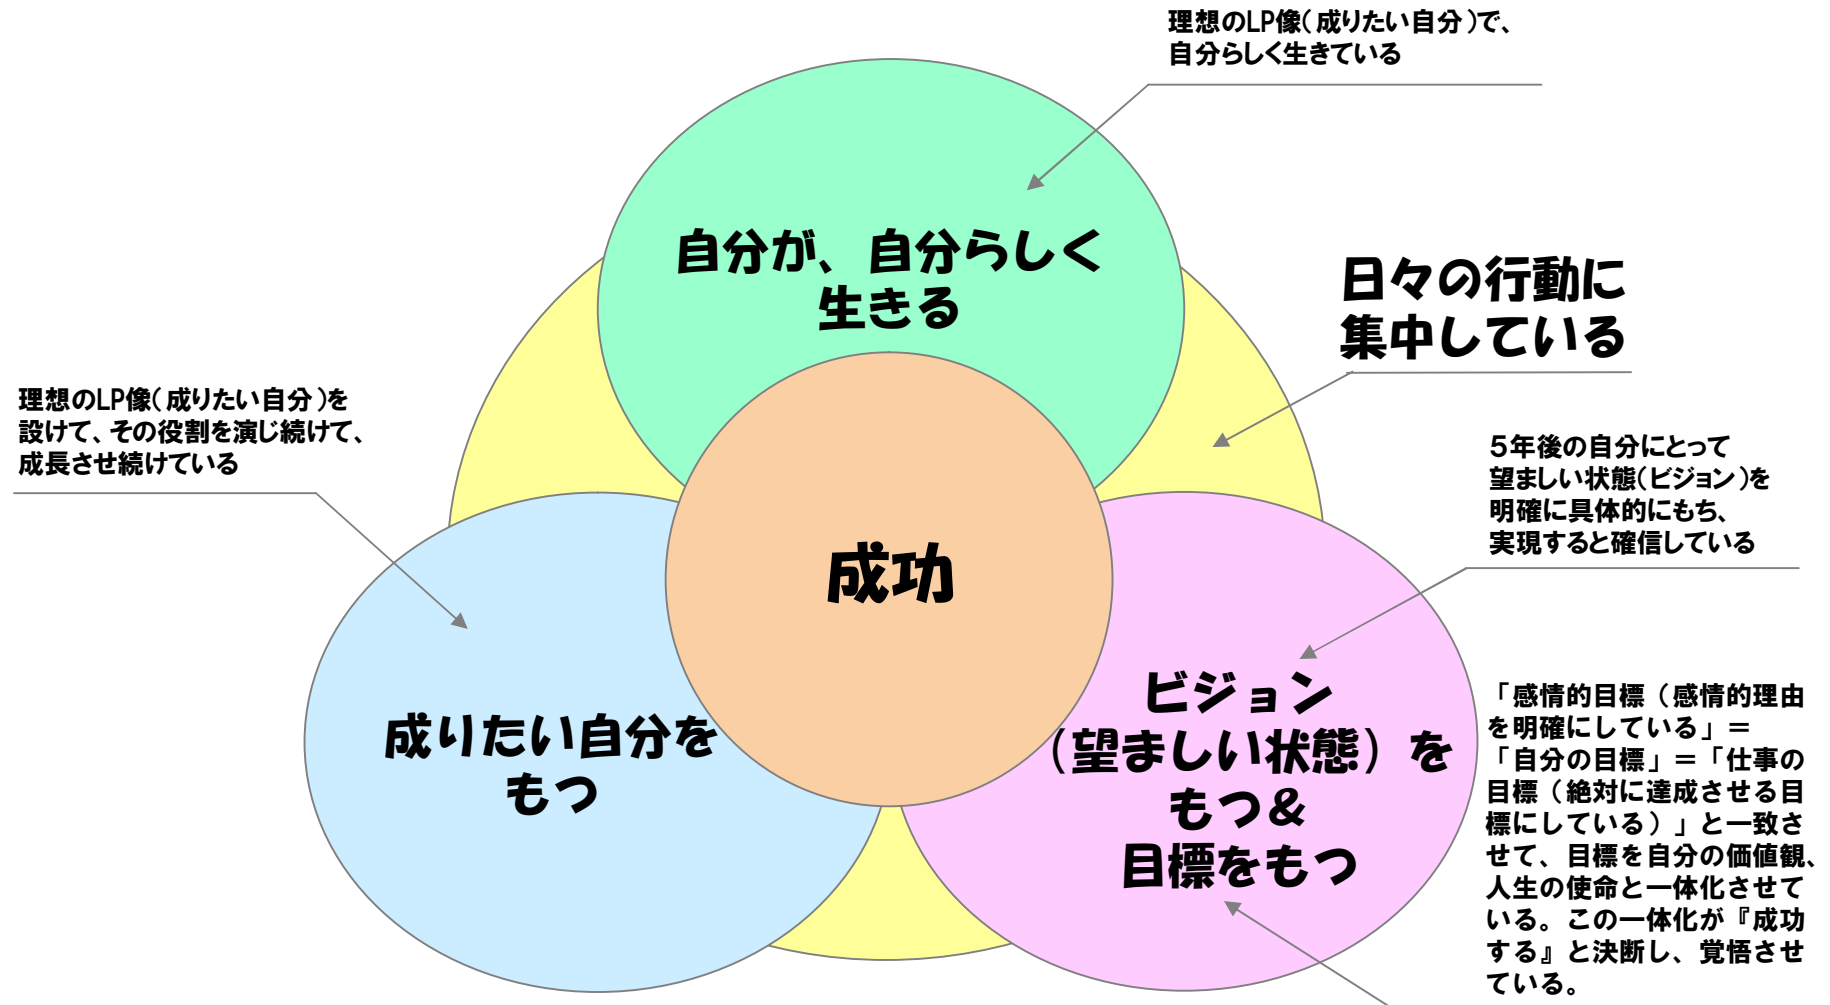 理想のLP像(成りたい自分)で、
自分らしく生きている
自分が、自分らしく
生きる
日々の行動に
集中している
理想のLP像(成りたい自分)を
設けて、その役割を演じ続けて、
成長させ続けている
5年後の自分にとって
望ましい状態(ビジョン)を
明確に具体的にもち、
実現すると確信している
成功
成りたい自分を
もつ
ビジョン
(望ましい状態)を
もつ&
目標をもつ
「感情的目標(感情的理由
を明確にしている」=
「自分の目標」=「仕事の
目標(絶対に達成させる目
標にしている)」と一致さ
せて、目標を自分の価値観、
人生の使命と一体化させて
いる。この一体化が『成功
する』と決断し、覚悟させ
ている。